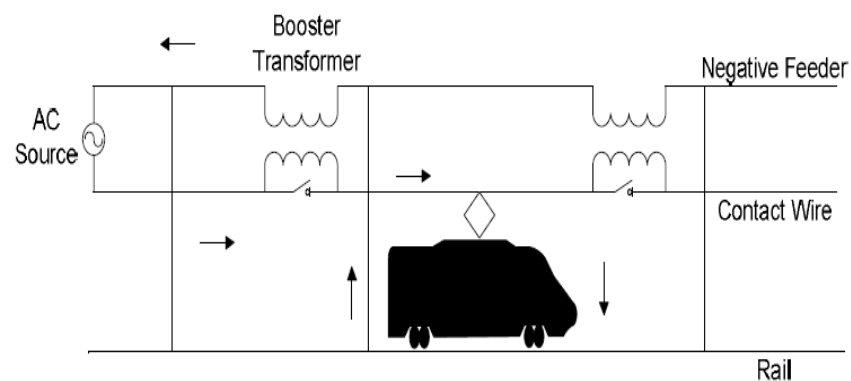 Booster
Transformer
Negative Feeder
AC
Source
Contact Wire
Rail